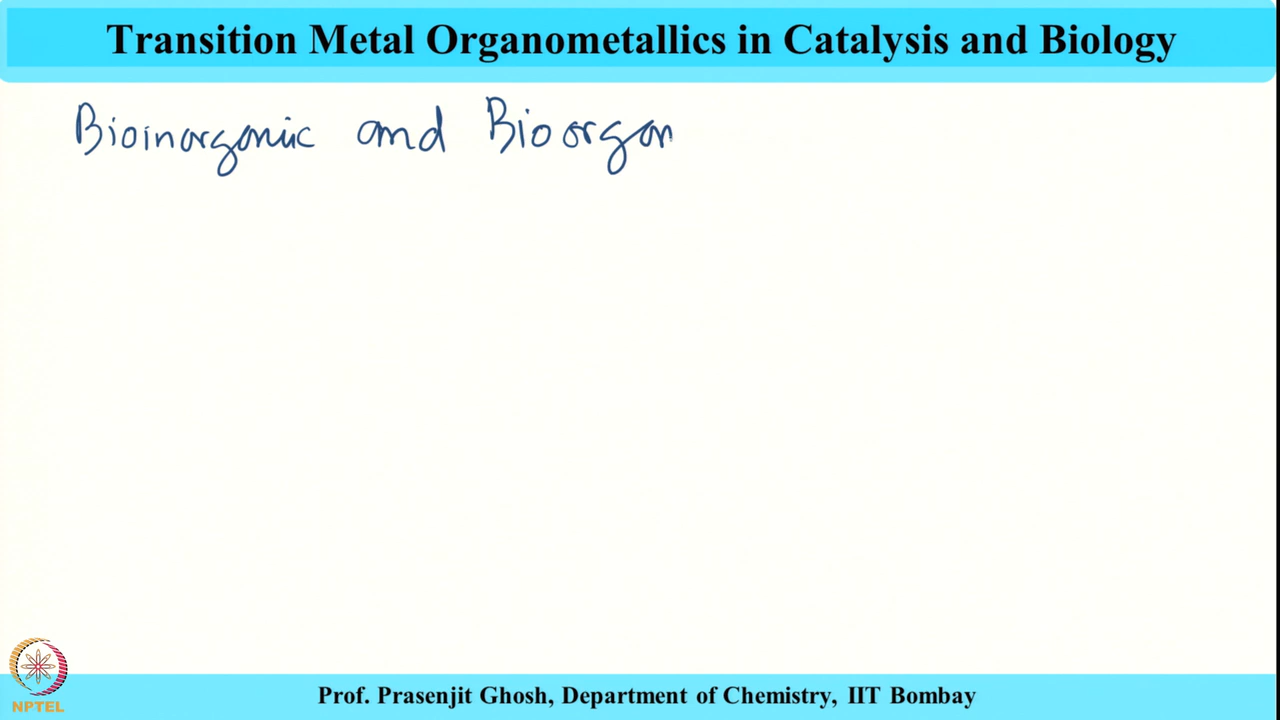 Transition Metal Organometallics in Catalysis and Biology
Bioinorganic and Bioorgan
NPTEL
Prof. Prasenjit Ghosh, Department of Chemistry, IIT Bombay